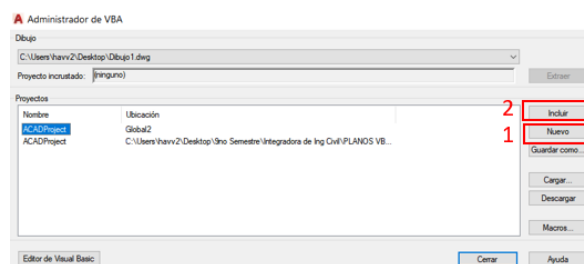 Administrador de VBA
Dibujo
C:\Users\havv2\Desktop\Dibujo1.dwg
Proyecto incrustado: (ninguno)
Extraer
Proyectos
Nombre Ubicación
ACADProject Global2
ACADProject C:\Users\havv2\Desktop\9no Semestre\Integradora de Ing Civil\PLANOS VB...
2 Incluir
1 Nuevo
Guardar como...
Cargar...
Descargar
Macros...
Editor de Visual Basic Cerrar Ayuda